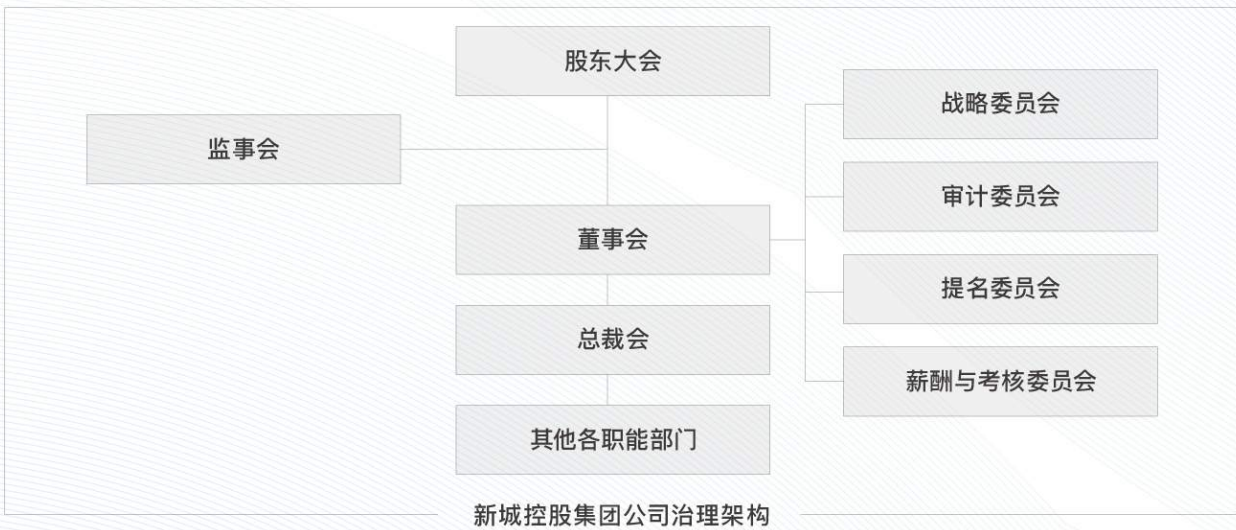 股东大会
监事会
董事会
总裁会
其他各职能部门
战略委员会
审计委员会
提名委员会
薪酬与考核委员会
新城控股集团公司治理架构